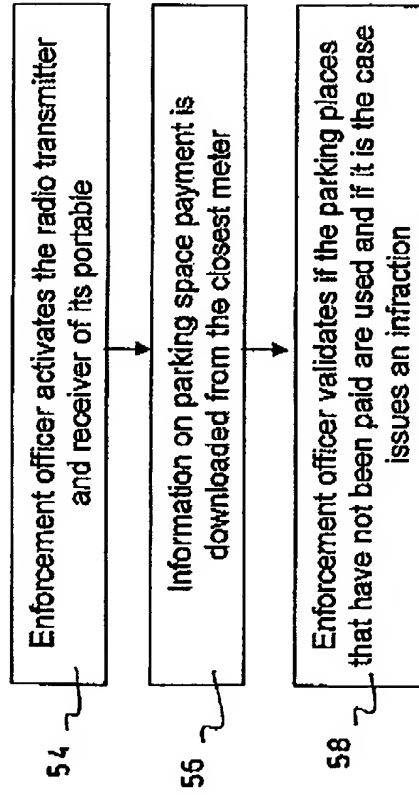 54
Enforcement officer activates the radio transmitter
and receiver of its portable
56
Information on parking space payment is
downloaded from the closest meter
58
Enforcement officer validates if the parking places
that have not been paid are used and if it is the case
issues an infraction